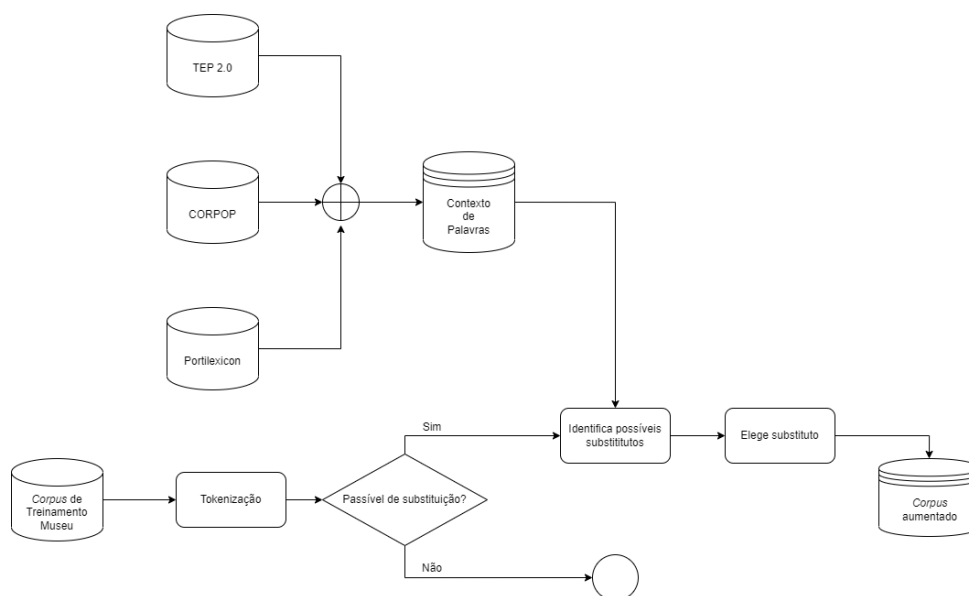 TEP 2.0
CORPOP
Contexto
de
Palavras
Portilexicon
Sim
Identifica possíveis
substititutos
Elege substituto
Corpus de
Treinamento
Museu
Tokenização
Passível de substituição?
Corpus
aumentado
Não